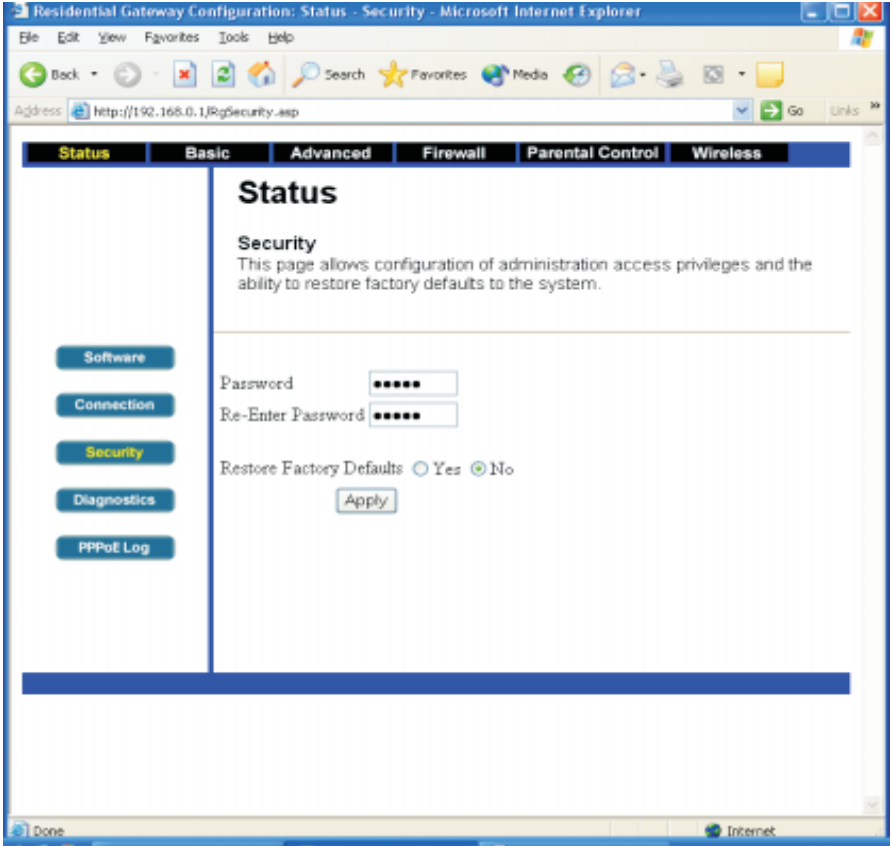 Residential Gateway Configuration: Status - Security - Microsoft Internet Explorer
File Edit View Favorites Tools Help
Back Search Favorites Media
Address http://192.168.0.1/RgSecurity.asp Go Links »
Status Basic Advanced Firewall Parental Control Wireless
Status
Security
This page allows configuration of administration access privileges and the
ability to restore factory defaults to the system.
Software
Connection
Security
Diagnostics
PPPoE Log
Password •••••
Re-Enter Password •••••
Restore Factory Defaults Yes No
Apply
Done Internet